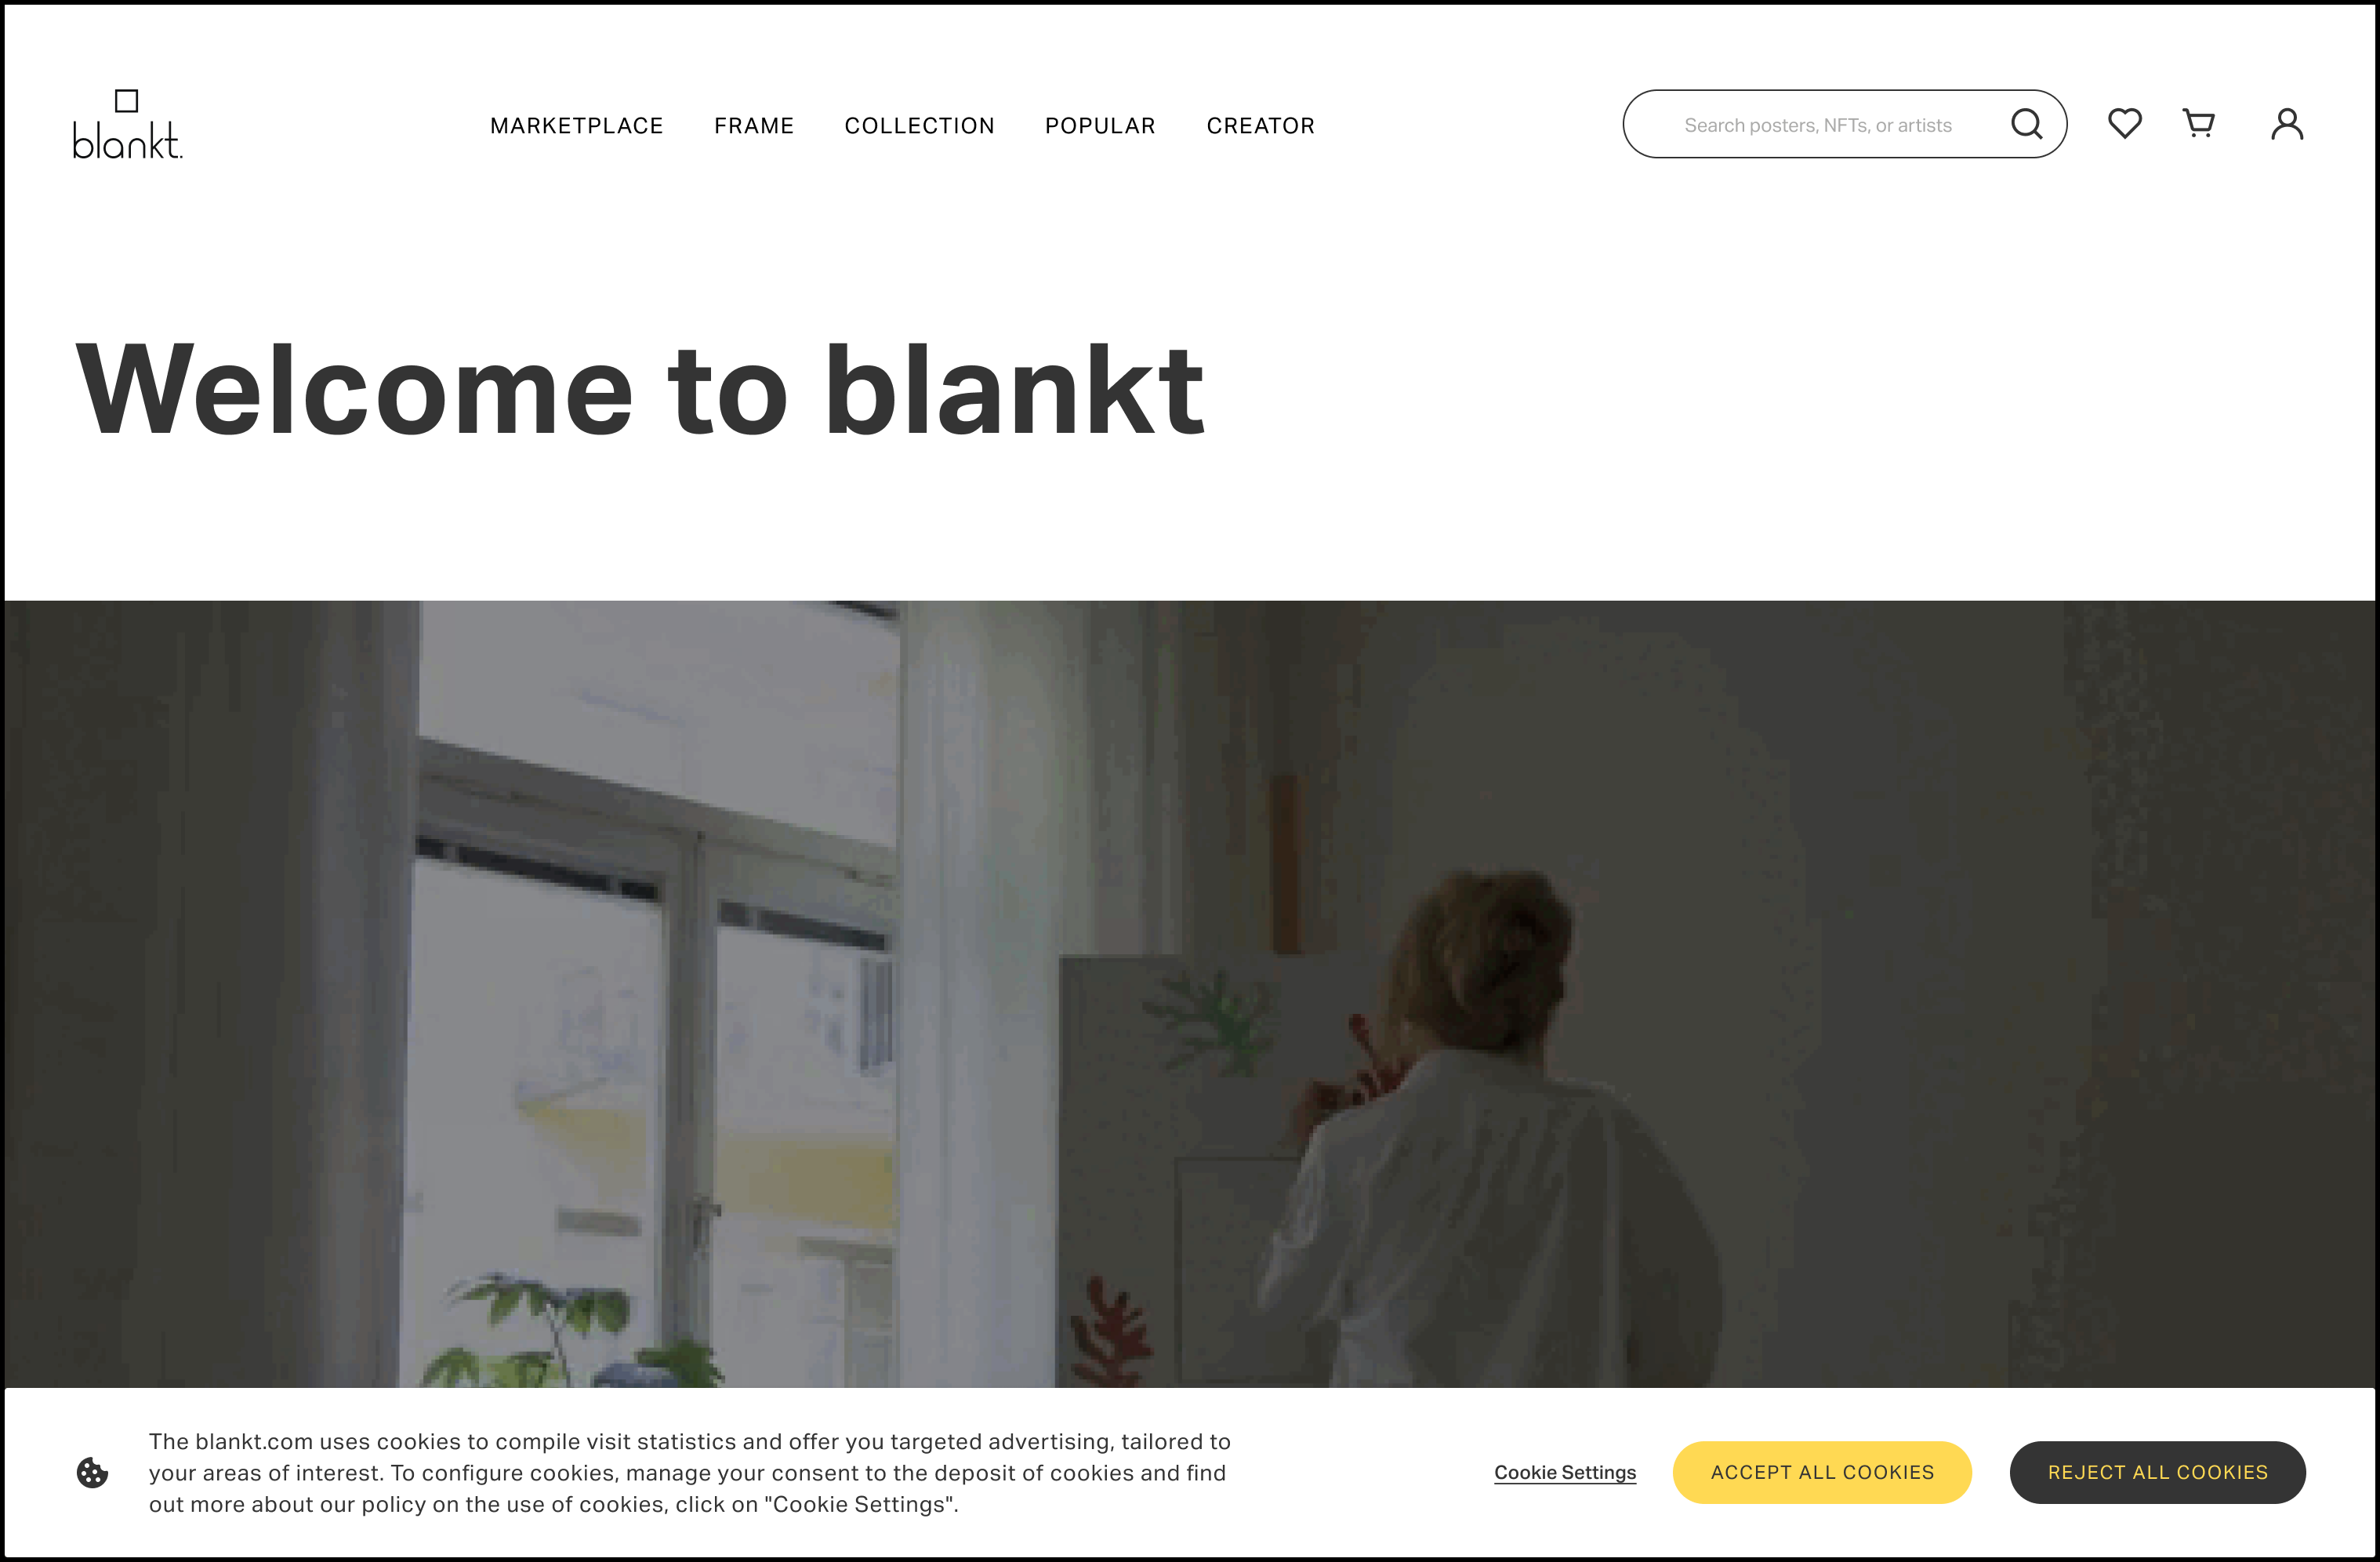 blankt.
MARKETPLACE
FRAME
COLLECTION
POPULAR
CREATOR
Search posters, NFTs, or artists
Welcome to blankt
The blankt.com uses cookies to compile visit statistics and offer you targeted advertising, tailored to
your areas of interest. To configure cookies, manage your consent to the deposit of cookies and find
out more about our policy on the use of cookies, click on "Cookie Settings".
Cookie Settings
ACCEPT ALL COOKIES
REJECT ALL COOKIES